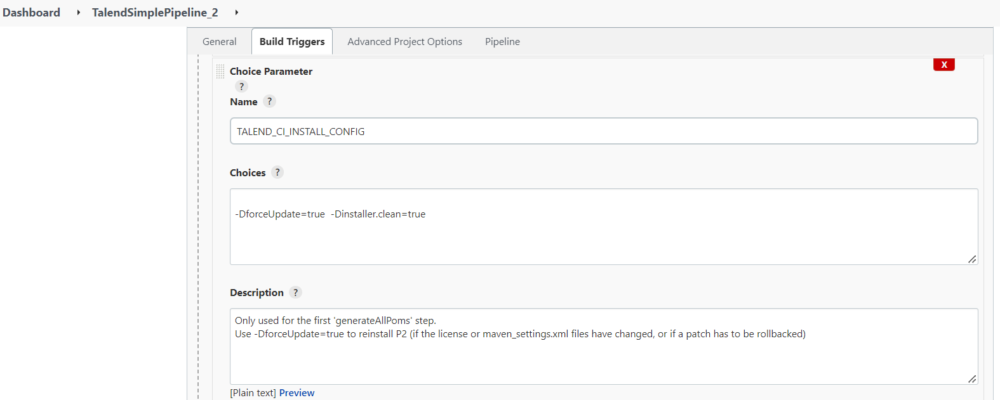 Dashboard TalendSimplePipeline_2
General Build Triggers Advanced Project Options Pipeline
Choice Parameter
X
?
Name ?
TALEND_CI_INSTALL_CONFIG
Choices ?
-DforceUpdate=true -Dinstaller.clean=true
Description ?
Only used for the first 'generateAllPoms' step.
Use -DforceUpdate=true to reinstall P2 (if the license or maven_settings.xml files have changed, or if a patch has to be rollbacked)
[Plain text] Preview